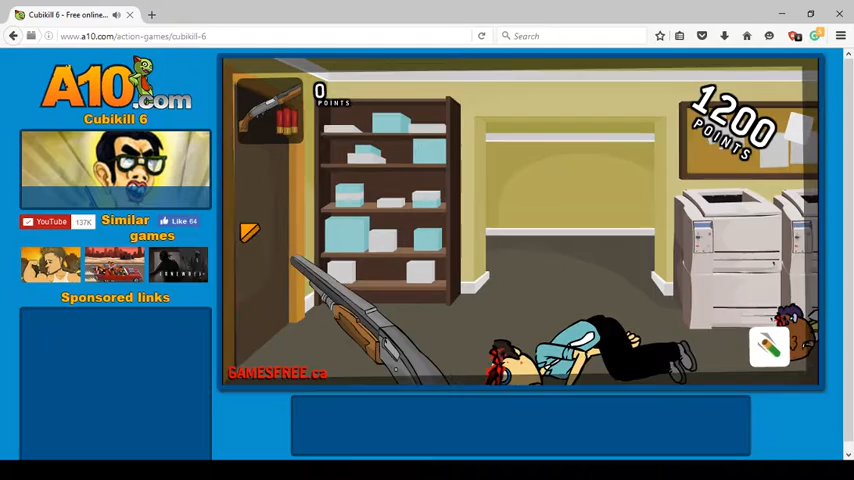 Cubikill 6 - Free online...
www.a10.com/action-games/cubikill-6
Search
A10.com
Cubikill 6
YouTube 137K
Similar games
Like 64
Sponsored links
0
POINTS
1200
POINTS
GAMESFREE.ca